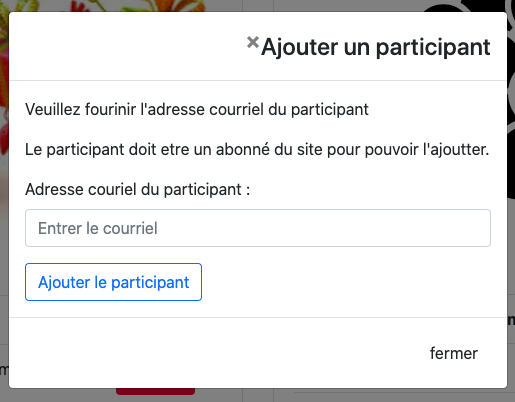 ×Ajouter un participant
Veuillez fourinir l'adresse courriel du participant
Le participant doit etre un abonné du site pour pouvoir l'ajoutter.
Adresse couriel du participant :
Entrer le courriel
Ajouter le participant
fermer